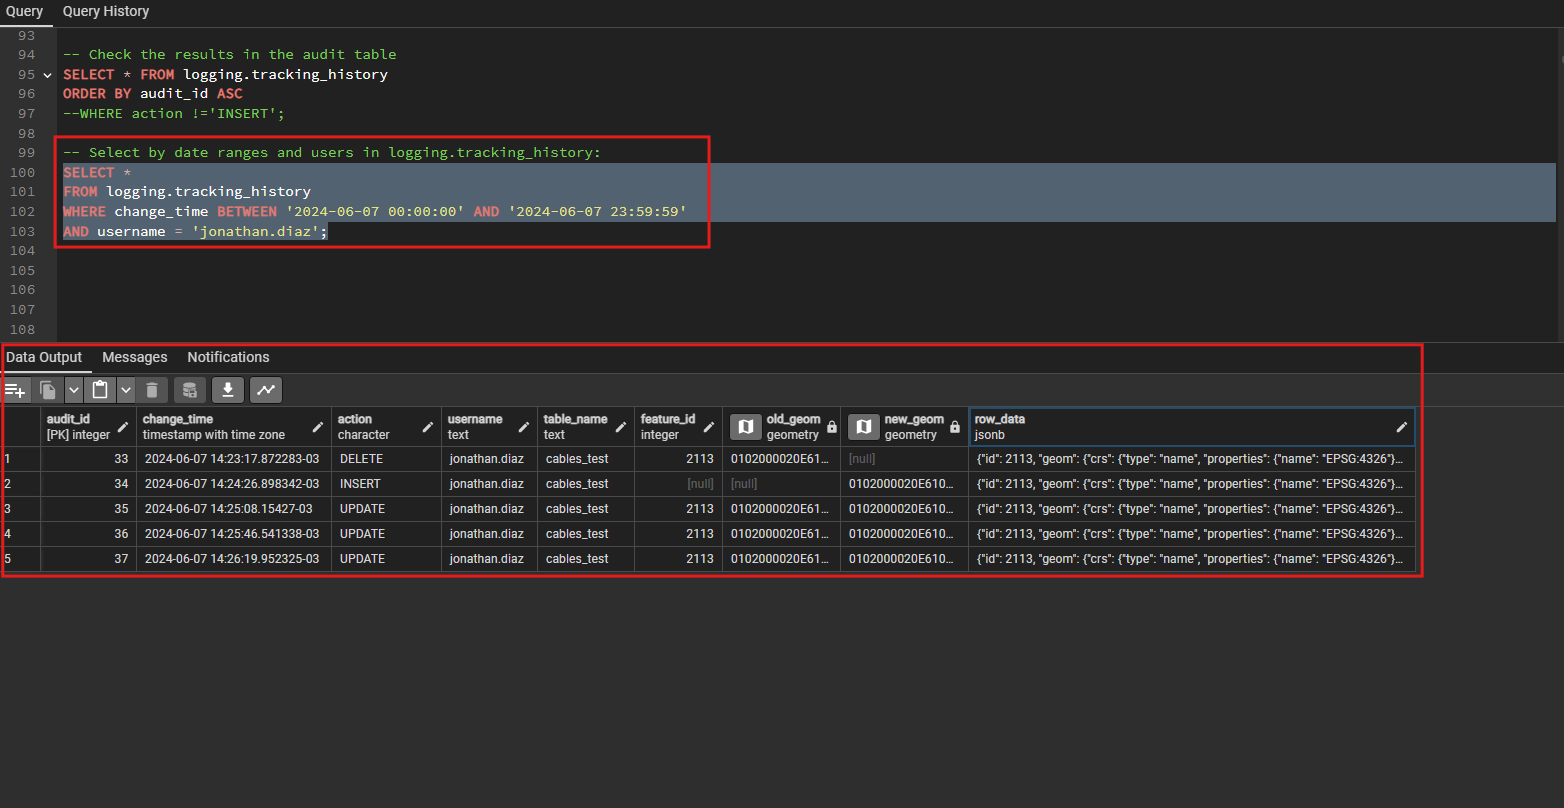 Query Query History
93
94 -- Check the results in the audit table
95 SELECT * FROM logging.tracking_history
96 ORDER BY audit_id ASC
97 --WHERE action !='INSERT';
98
99 -- Select by date ranges and users in logging.tracking_history:
100 SELECT *
101 FROM logging.tracking_history
102 WHERE change_time BETWEEN '2024-06-07 00:00:00' AND '2024-06-07 23:59:59'
103 AND username = 'jonathan.diaz';
104
105
106
107
108
Data Output Messages Notifications
audit_id change_time action username table_name feature_id old_geom new_geom row_data
[PK] integer timestamp with time zone character text text integer geometry geometry jsonb
1 33 2024-06-07 14:23:17.872283-03 DELETE jonathan.diaz cables_test 2113 0102000020E61... [null] {"id": 2113, "geom": {"crs": {"type": "name", "properties": {"name": "EPSG:4326"}...
2 34 2024-06-07 14:24:26.898342-03 INSERT jonathan.diaz cables_test [null] [null] 0102000020E610... {"id": 2113, "geom": {"crs": {"type": "name", "properties": {"name": "EPSG:4326"}...
3 35 2024-06-07 14:25:08.15427-03 UPDATE jonathan.diaz cables_test 2113 0102000020E61... 0102000020E610... {"id": 2113, "geom": {"crs": {"type": "name", "properties": {"name": "EPSG:4326"}...
4 36 2024-06-07 14:25:46.541338-03 UPDATE jonathan.diaz cables_test 2113 0102000020E61... 0102000020E610... {"id": 2113, "geom": {"crs": {"type": "name", "properties": {"name": "EPSG:4326"}...
5 37 2024-06-07 14:26:19.952325-03 UPDATE jonathan.diaz cables_test 2113 0102000020E61... 0102000020E610... {"id": 2113, "geom": {"crs": {"type": "name", "properties": {"name": "EPSG:4326"}...